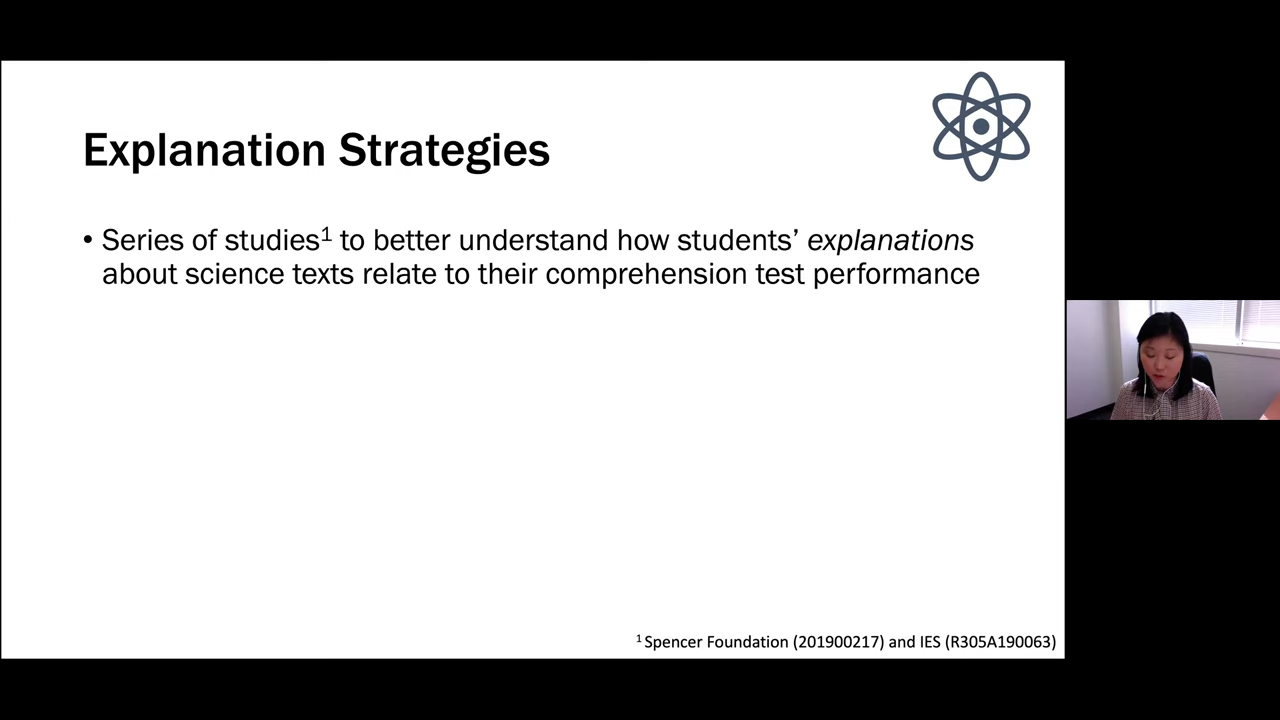 Explanation Strategies
• Series of studies¹ to better understand how students’ explanations
about science texts relate to their comprehension test performance
¹ Spencer Foundation (201900217) and IES (R305A190063)